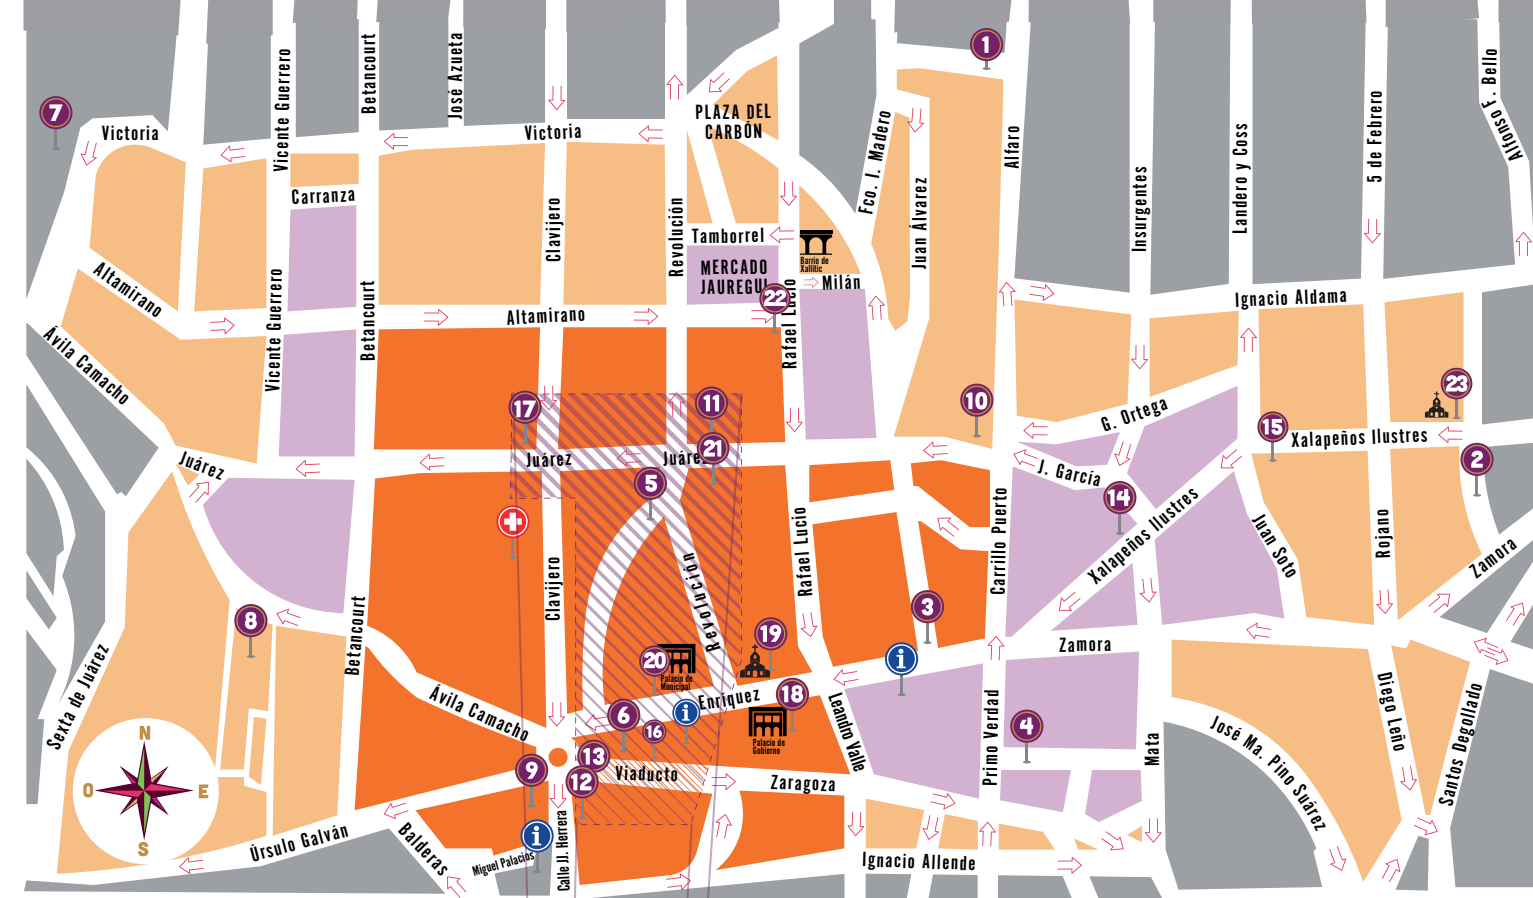 1
7
Victoria
Vicente Guerrero
Betancourt
José Azueta
Victoria
PLAZA DEL
CARBÓN
Fco. I. Madero
Juan Álvarez
Alfaro
Insurgentes
Landero y Coss
5 de Febrero
Alfonso F. Bello
Carranza
Clavijero
Revolución
Tamborrel
Barrio de
Xallitic
MERCADO
JAUREGUI
22
Rafael Lucio
Milán
Altamirano
Vicente Guerrero
Betancourt
Altamirano
Ignacio Aldama
Ávila Camacho
17
11
10
G. Ortega
15
Xalapeños Ilustres
23
2
Juárez
Juárez
Juárez
21
5
J. García
14
Xalapeños Ilustres
Juan Soto
Rojano
Zamora
Rafael Lucio
Carrillo Puerto
Clavijero
Revolución
8
Betancourt
3
i
19
20
Palacio de
Municipal
Zamora
Sexta de Juárez
Ávila Camacho
6
i
Enríquez
18
16
Palacio de
Gobierno
Leandro Valle
Primo Verdad
4
Mata
José Ma. Pino Suárez
Diego Leño
Santos Degollado
N
O
E
S
9
13
12
Viaducto
Zaragoza
Úrsulo Galván
Balderas
i
Miguel Palacios
Calle JJ. Herrera
Ignacio Allende